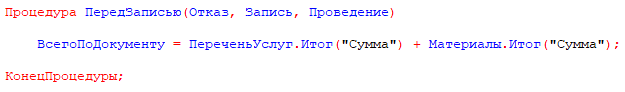 Процедура ПередЗаписью(Отказ, Запись, Проведение)
ВсегоПоДокументу = ПереченьУслуг.Итог("Сумма") + Материалы.Итог("Сумма");
КонецПроцедуры;